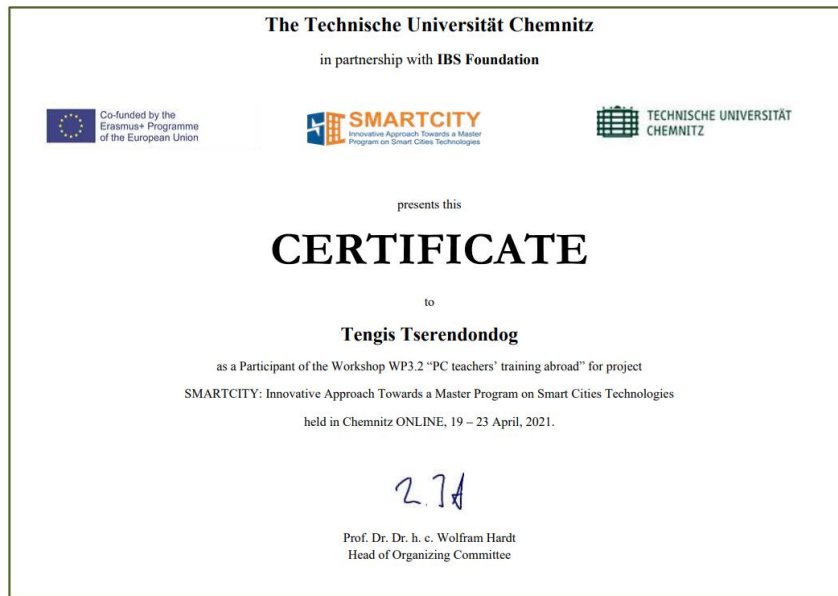 The Technische Universität Chemnitz
in partnership with IBS Foundation
Co-funded by the
Erasmus+ Programme
of the European Union
SMARTCITY
Innovative Approach Towards a Master
Program on Smart Cities Technologies
TECHNISCHE UNIVERSITÄT
CHEMNITZ
presents this
CERTIFICATE
to
Tengis Tserendondog
as a Participant of the Workshop WP3.2 “PC teachers’ training abroad” for project
SMARTCITY: Innovative Approach Towards a Master Program on Smart Cities Technologies
held in Chemnitz ONLINE, 19 – 23 April, 2021.
Prof. Dr. Dr. h. c. Wolfram Hardt
Head of Organizing Committee